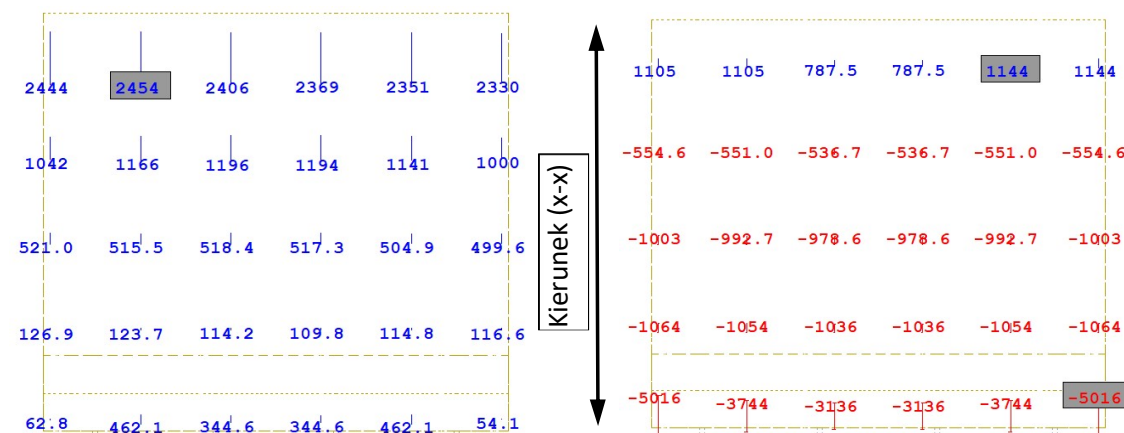 2444 2454 2406 2369 2351 2330
1042 1166 1196 1194 1141 1000
521.0 515.5 518.4 517.3 504.9 499.6
126.9 123.7 114.2 109.8 114.8 116.6
62.8 462.1 344.6 344.6 462.1 54.1
Kierunek (x-x)
1105 1105 787.5 787.5 1144 1144
-554.6 -551.0 -536.7 -536.7 -551.0 -554.6
-1003 -992.7 -978.6 -978.6 -992.7 -1003
-1064 -1054 -1036 -1036 -1054 -1064
-5016 -3744 -3136 -3136 -3744 -5016